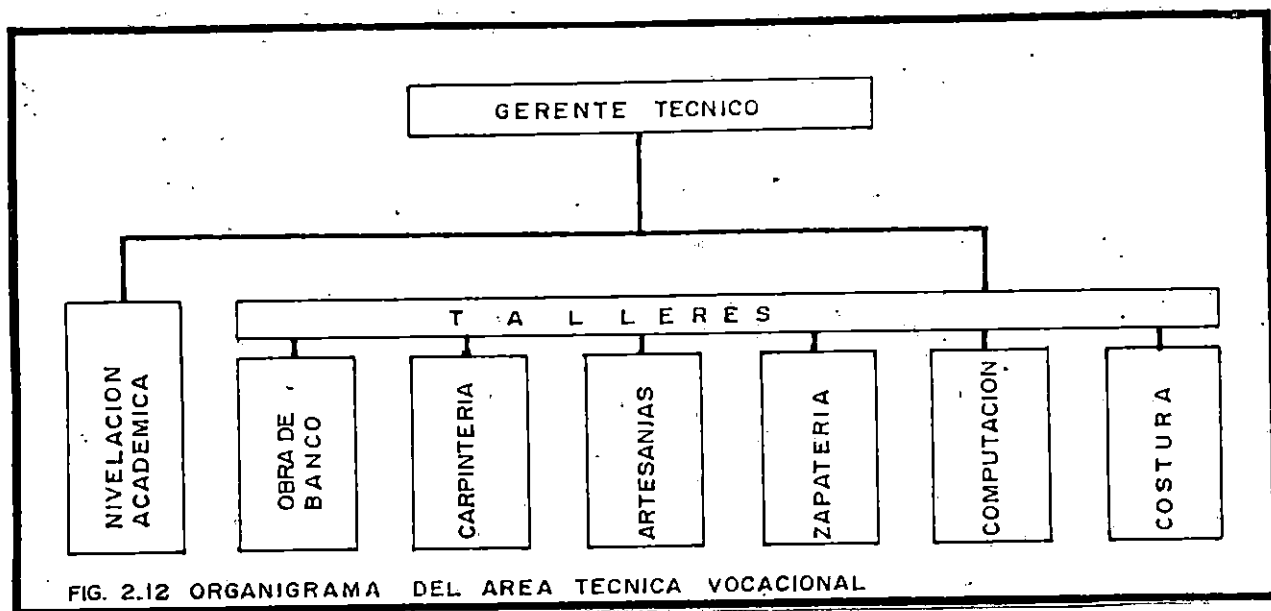 GERENTE TECNICO
TALLERES
NIVELACION
ACADEMICA
OBRA DE
BANCO
CARPINTERIA
ARTESANIAS
ZAPATERIA
COMPUTACION
COSTURA
FIG. 2.12 ORGANIGRAMA DEL AREA TECNICA VOCACIONAL